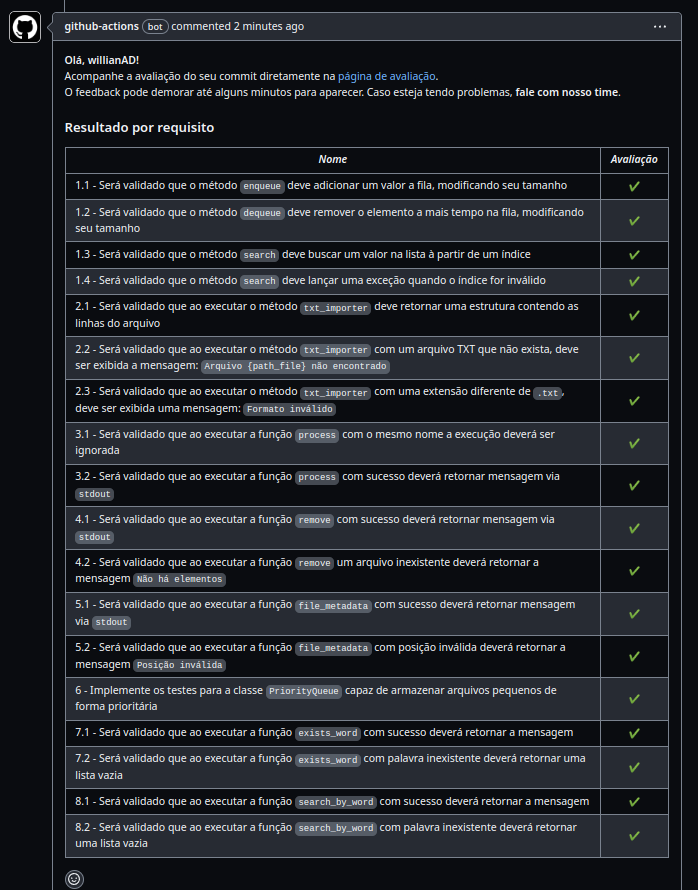 github-actions bot commented 2 minutes ago
Olá, willianAD!
Acompanhe a avaliação do seu commit diretamente na página de avaliação.
O feedback pode demorar até alguns minutos para aparecer. Caso esteja tendo problemas, fale com nosso time.
Resultado por requisito
Nome Avaliação
1.1 - Será validado que o método enqueue deve adicionar um valor a fila, modificando seu tamanho ✔
1.2 - Será validado que o método dequeue deve remover o elemento a mais tempo na fila, modificando
seu tamanho ✔
1.3 - Será validado que o método search deve buscar um valor na lista à partir de um índice ✔
1.4 - Será validado que o método search deve lançar uma exceção quando o índice for inválido ✔
2.1 - Será validado que ao executar o método txt_importer deve retornar uma estrutura contendo as
linhas do arquivo ✔
2.2 - Será validado que ao executar o método txt_importer com um arquivo TXT que não exista, deve
ser exibida a mensagem: Arquivo {path_file} não encontrado ✔
2.3 - Será validado que ao executar o método txt_importer com uma extensão diferente de .txt,
deve ser exibida uma mensagem: Formato inválido ✔
3.1 - Será validado que ao executar a função process com o mesmo nome a execução deverá ser
ignorada ✔
3.2 - Será validado que ao executar a função process com sucesso deverá retornar mensagem via
stdout ✔
4.1 - Será validado que ao executar a função remove com sucesso deverá retornar mensagem via
stdout ✔
4.2 - Será validado que ao executar a função remove um arquivo inexistente deverá retornar a
mensagem Não há elementos ✔
5.1 - Será validado que ao executar a função file_metadata com sucesso deverá retornar mensagem
via stdout ✔
5.2 - Será validado que ao executar a função file_metadata com posição inválida deverá retornar a
mensagem Posição inválida ✔
6 - Implemente os testes para a classe PriorityQueue capaz de armazenar arquivos pequenos de
forma prioritária ✔
7.1 - Será validado que ao executar a função exists_word com sucesso deverá retornar a mensagem ✔
7.2 - Será validado que ao executar a função exists_word com palavra inexistente deverá retornar uma
lista vazia ✔
8.1 - Será validado que ao executar a função search_by_word com sucesso deverá retornar a mensagem ✔
8.2 - Será validado que ao executar a função search_by_word com palavra inexistente deverá retornar
uma lista vazia ✔